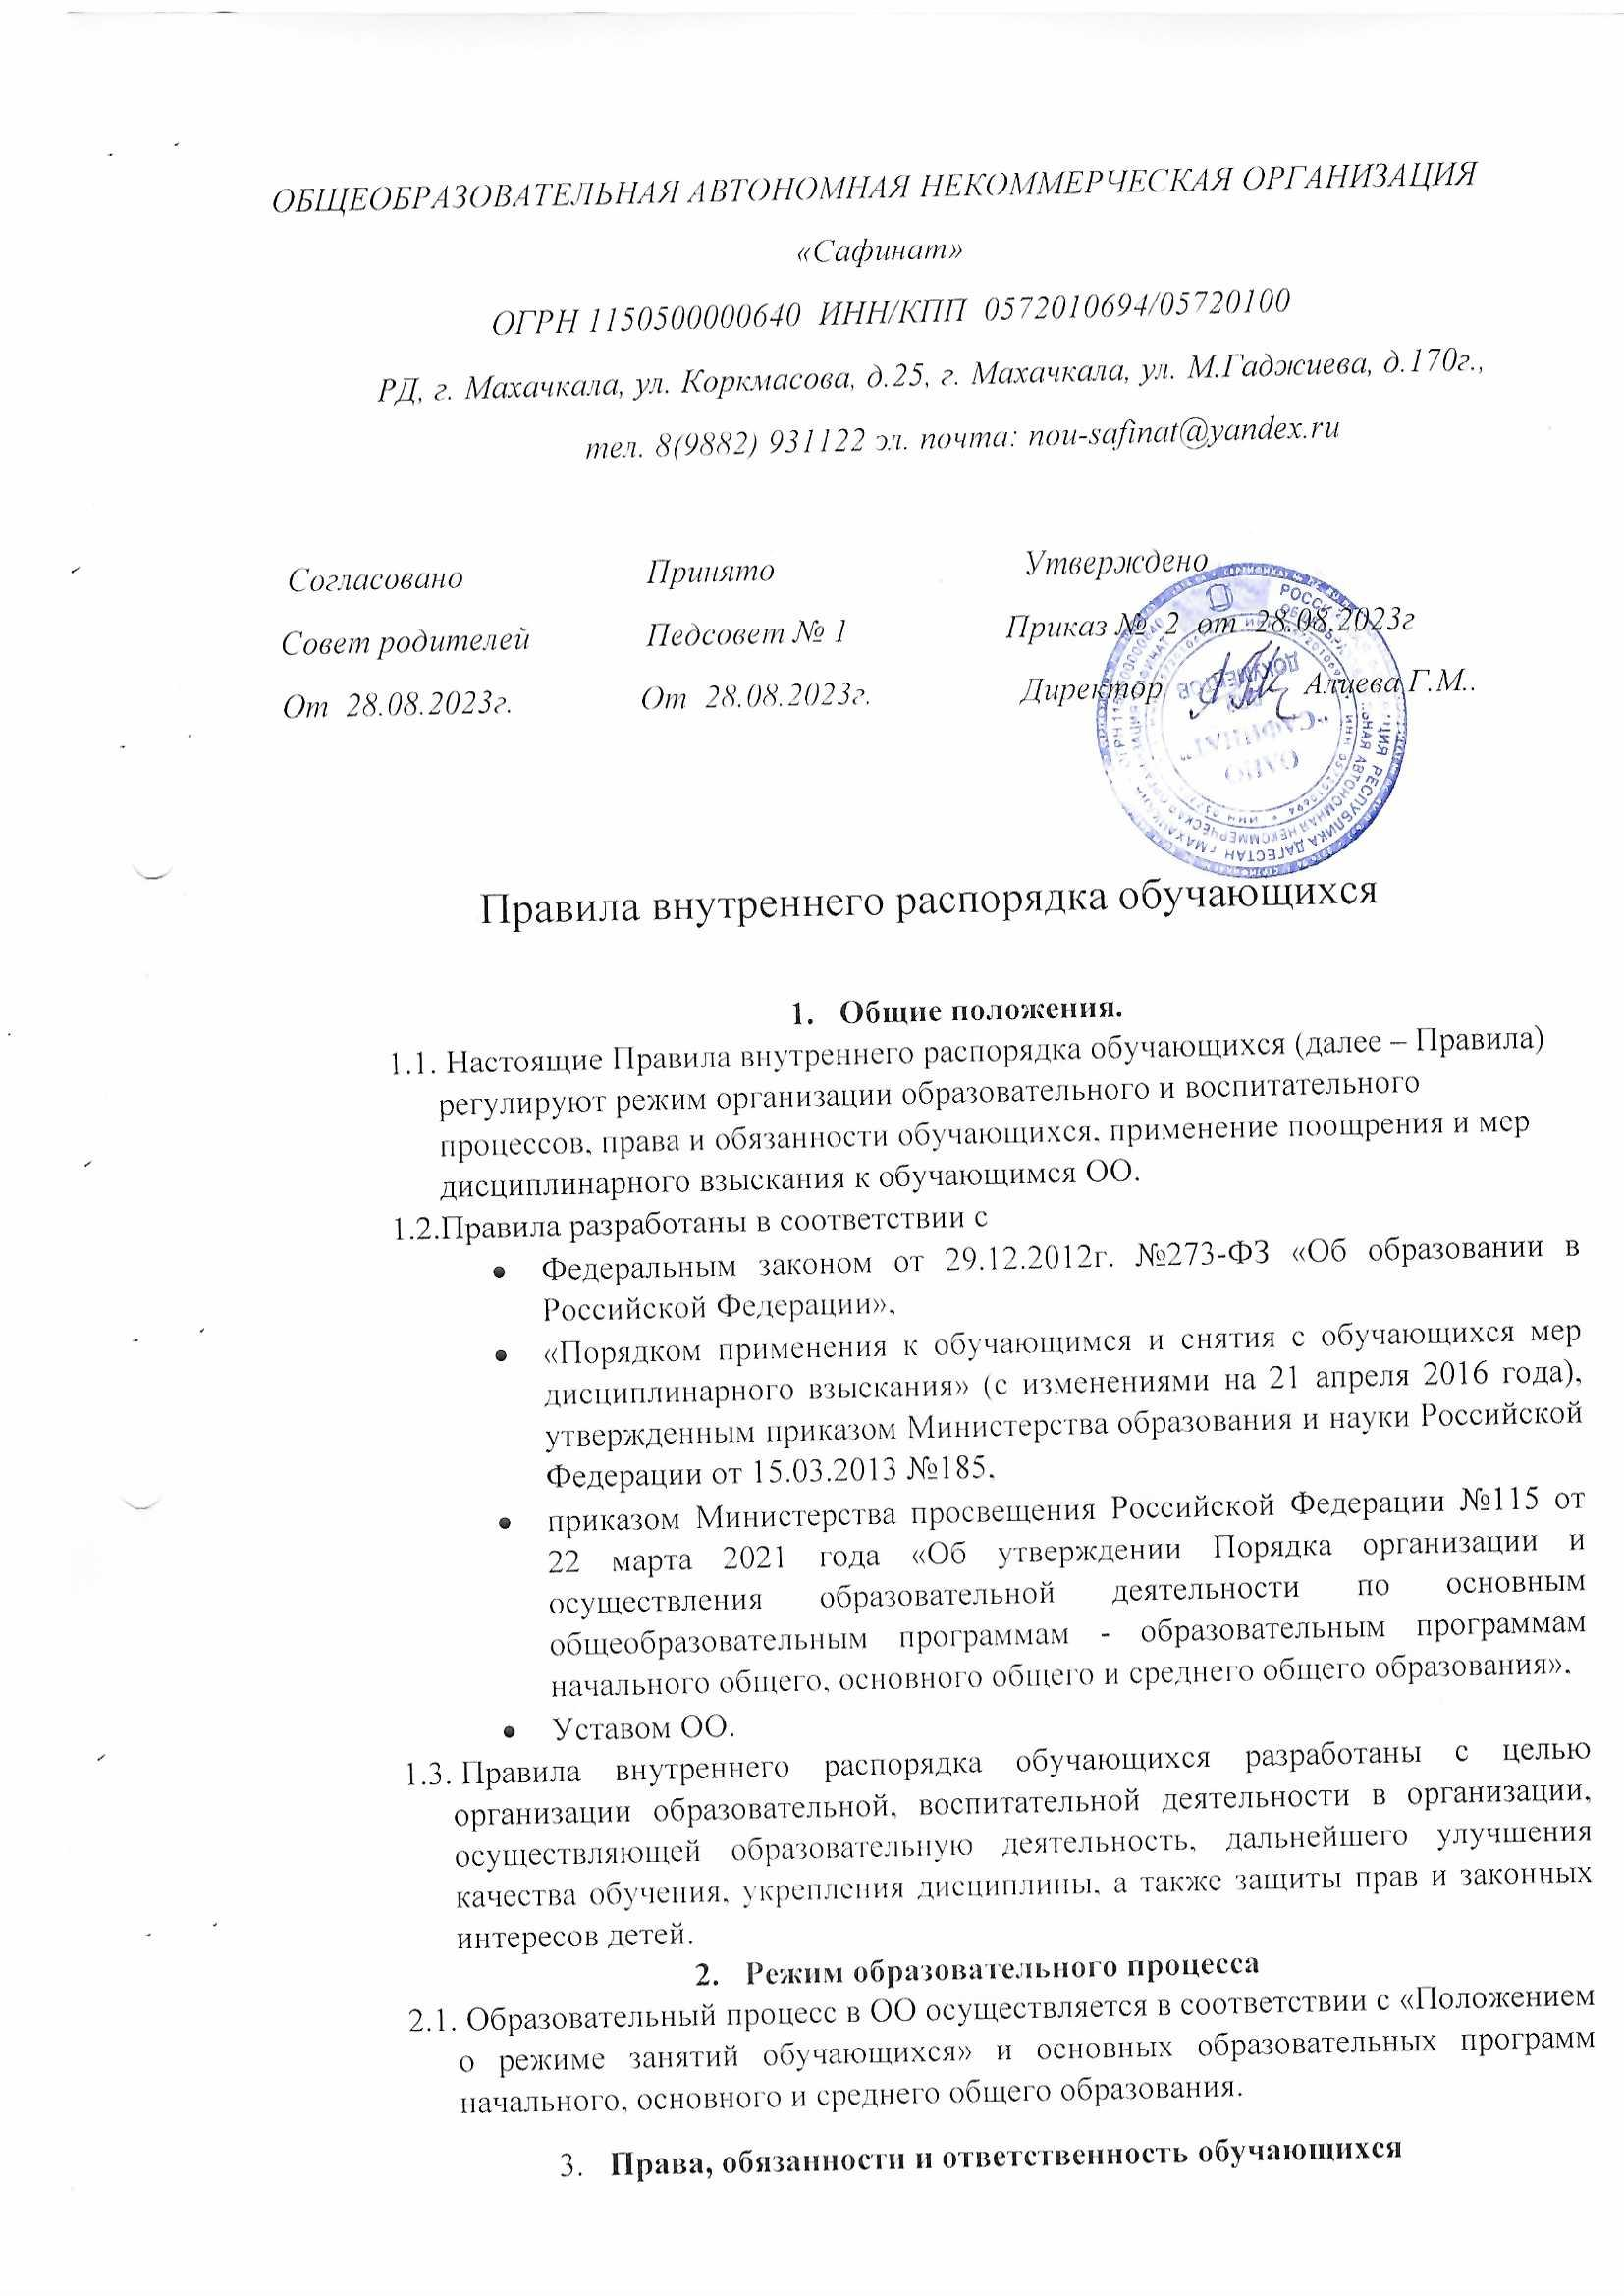 ОБЩЕОБРАЗОВАТЕЛЬНАЯ АВТОНОМНАЯ НЕКОММЕРЧЕСКАЯ ОРГАНИЗАЦИЯ
«Сафинат»
ОГРН 1150500000640 ИНН/КПП 0572010694/05720100
РД, г. Махачкала, ул. Коркмасова, д.25, г. Махачкала, ул. М.Гаджиева, д.170г.,
тел. 8(9882) 931122 эл. почта: nou-safinat@yandex.ru
Согласовано Принято Утверждено
Совет родителей Педсовет № 1 Приказ № 2 от 28.08.2023г
От 28.08.2023г. От 28.08.2023г. Директор Алиева Г.М..
ДОКУМЕНТОВ
"САФИНАТ"
ОАНО
Правила внутреннего распорядка обучающихся
1. Общие положения.
1.1. Настоящие Правила внутреннего распорядка обучающихся (далее – Правила)
регулируют режим организации образовательного и воспитательного
процессов, права и обязанности обучающихся, применение поощрения и мер
дисциплинарного взыскания к обучающимся ОО.
1.2.Правила разработаны в соответствии с
• Федеральным законом от 29.12.2012г. №273-ФЗ «Об образовании в
Российской Федерации»,
• «Порядком применения к обучающимся и снятия с обучающихся мер
дисциплинарного взыскания» (с изменениями на 21 апреля 2016 года),
утвержденным приказом Министерства образования и науки Российской
Федерации от 15.03.2013 №185,
• приказом Министерства просвещения Российской Федерации №115 от
22 марта 2021 года «Об утверждении Порядка организации и
осуществления образовательной деятельности по основным
общеобразовательным программам - образовательным программам
начального общего, основного общего и среднего общего образования»,
• Уставом ОО.
1.3. Правила внутреннего распорядка обучающихся разработаны с целью
организации образовательной, воспитательной деятельности в организации,
осуществляющей образовательную деятельность, дальнейшего улучшения
качества обучения, укрепления дисциплины, а также защиты прав и законных
интересов детей.
2. Режим образовательного процесса
2.1. Образовательный процесс в ОО осуществляется в соответствии с «Положением
о режиме занятий обучающихся» и основных образовательных программ
начального, основного и среднего общего образования.
3. Права, обязанности и ответственность обучающихся